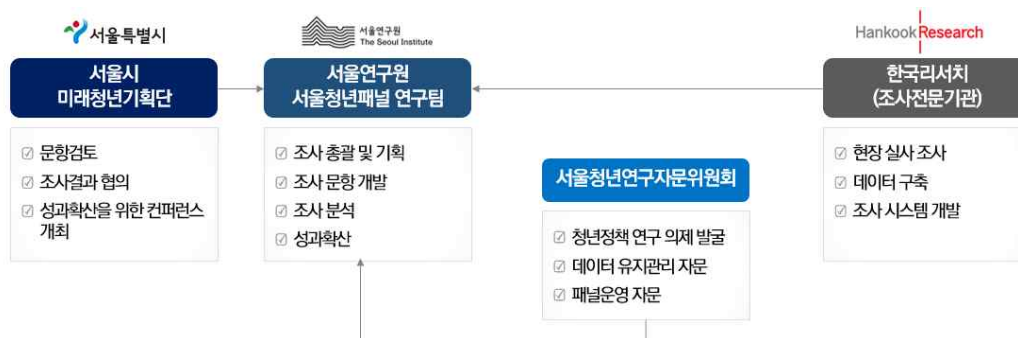 서울특별시
서울연구원
The Seoul Institute
Hankook Research
서울시
미래청년기획단
문항검토
조사결과 협의
성과확산을 위한 컨퍼런스
개최
서울연구원
서울청년패널 연구팀
조사 총괄 및 기획
조사 문항 개발
조사 분석
성과확산
서울청년연구자문위원회
청년정책 연구 의제 발굴
데이터 유지관리 자문
패널운영 자문
한국리서치
(조사전문기관)
현장 실사 조사
데이터 구축
조사 시스템 개발